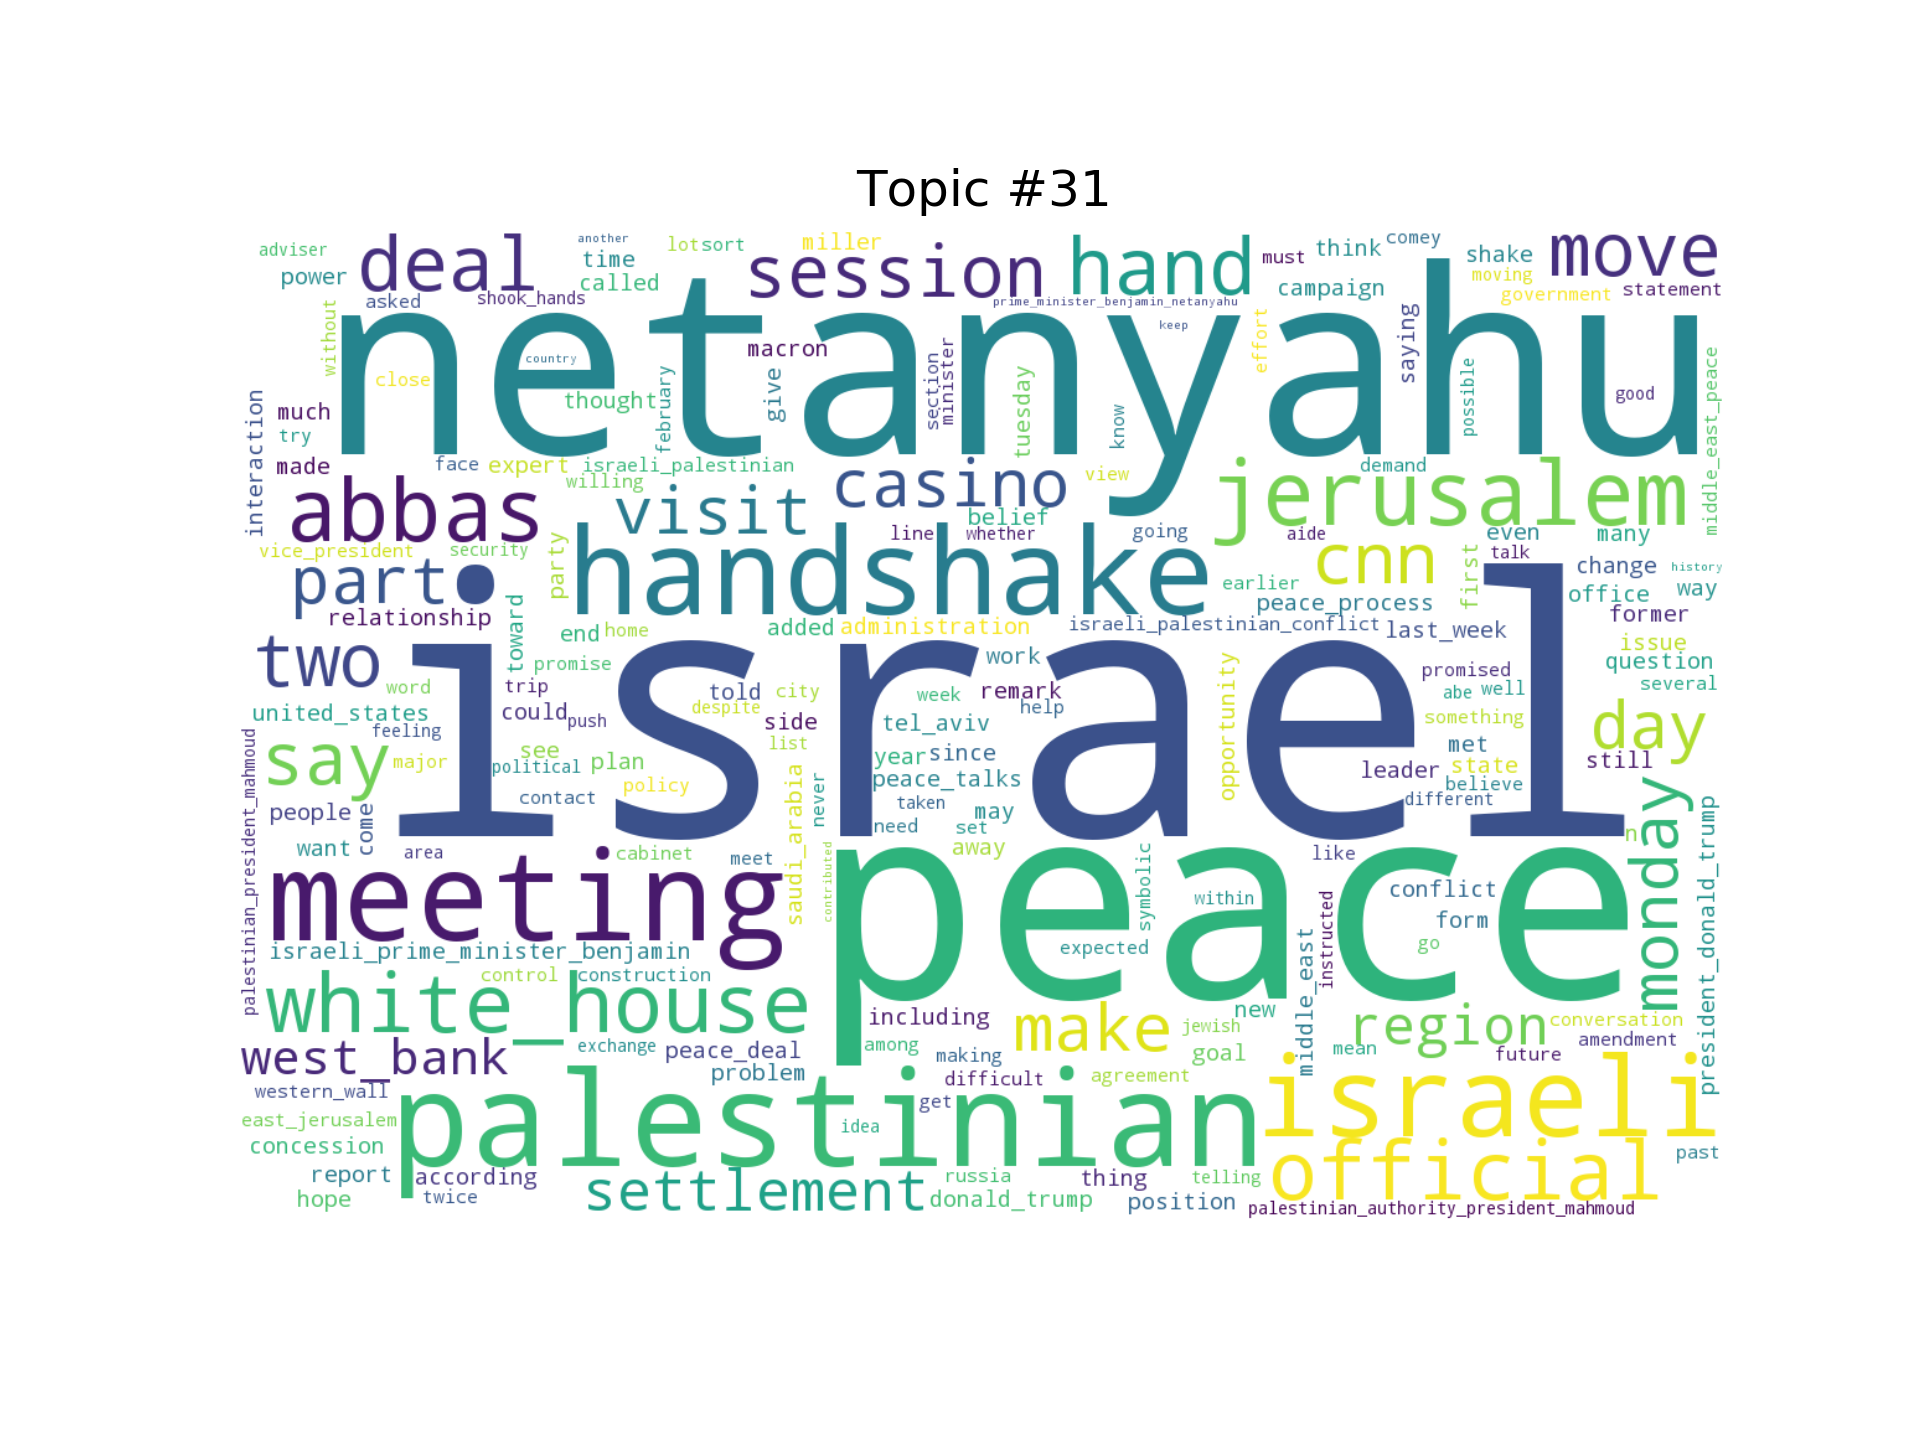 Topic #31
adviser
deal
another
time
lot
sort
miller
session
hand
must
think
comey
shake
move
power
called
moving
asked
shook_hands
prime_minister_benjamin_netanyahu
campaign
government
statement
without
netanyahu
keep
effort
saying
country
macron
close
thought
february
give
section
minister
tuesday
know
possible
good
middle_east_peace
interaction
much
try
made
face
expert
israeli_palestinian
willing
casino
view
demand
jerusalem
abbas
visit
belief
line
whether
going
aide
even
many
vice_president
security
party
handshake
cnn
talk
first
change
history
part
earlier
peace_process
office
way
relationship
toward
end
home
added
administration
israeli_palestinian_conflict
last_week
former
issue
two
promise
israel
work
opportunity
promised
question
word
trip
told
city
week
remark
help
abe
well
several
united_states
could
push
despite
side
tel_aviv
something
day
feeling
say
see
list
year
since
met
still
major
political
plan
peace_talks
leader
state
palestinian_president_mahmoud
contact
policy
saudi_arabia
never
taken
may
believe
different
people
come
need
set
monday
president_donald_trump
want
area
cabinet
meet
contributed
away
symbolic
like
n
meeting
peace
within
conflict
form
instructed
israeli_prime_minister_benjamin
expected
go
control
construction
middle_east
white_house
including
make
jewish
new
region
conversation
west_bank
exchange
peace_deal
among
making
goal
mean
future
amendment
western_wall
problem
difficult
agreement
israeli
east_jerusalem
palestinian
get
idea
concession
official
past
report
according
settlement
russia
thing
telling
hope
twice
donald_trump
position
palestinian_authority_president_mahmoud